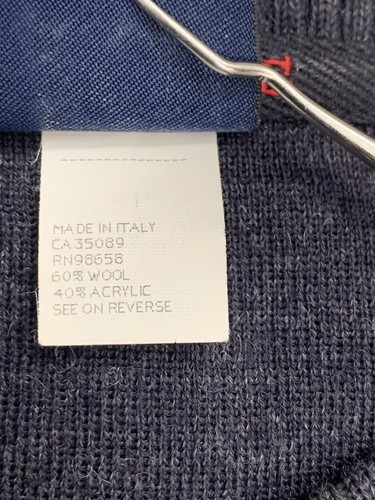 MADE IN ITALY
CA35089
RN98658
60% WOOL
40% ACRYLIC
SEE ON REVERSE